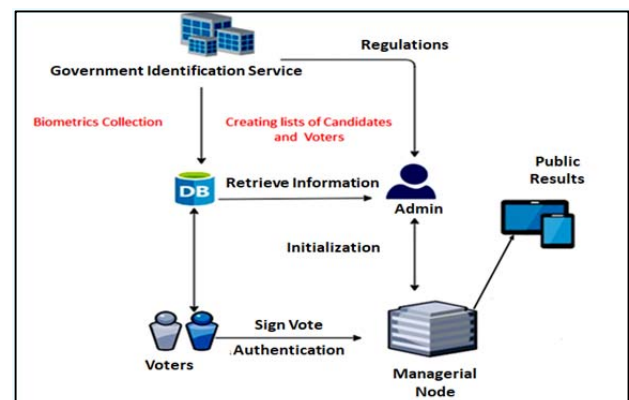 Regulations
Government Identification Service
Biometrics Collection
Creating lists of Candidates
and Voters
Public
Results
DB
Retrieve Information
Admin
Initialization
Sign Vote
Authentication
Voters
Managerial
Node